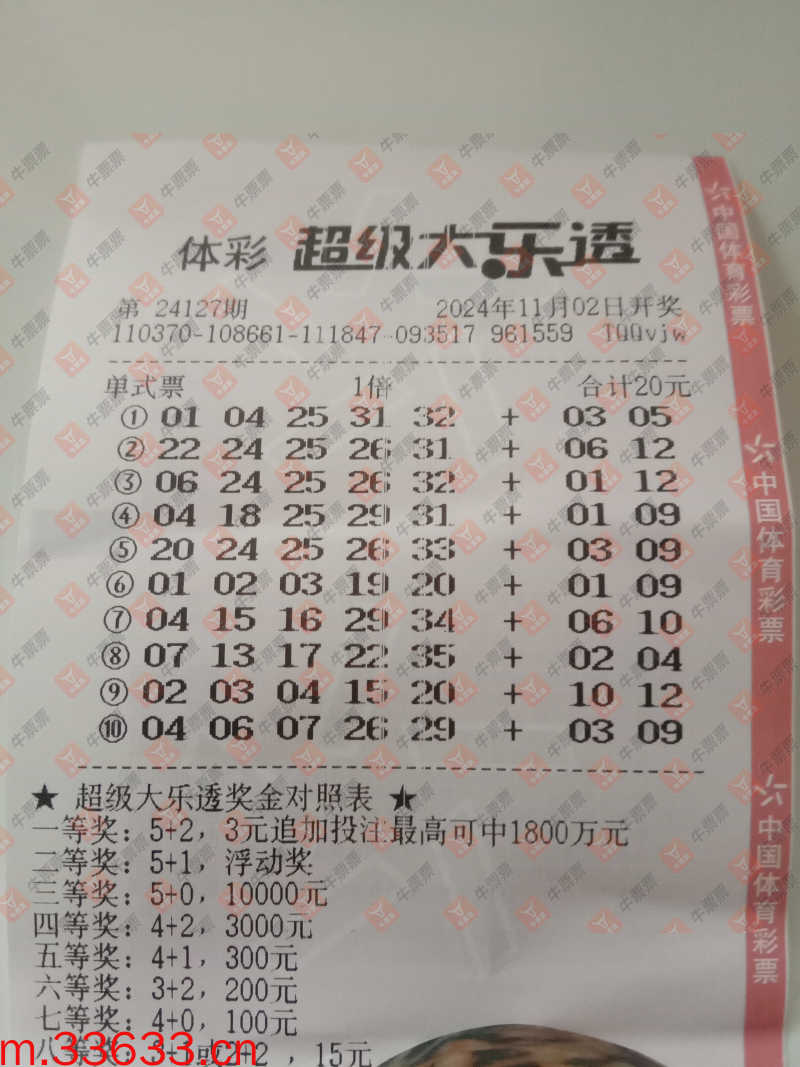 体彩 超级大乐透
第 24127期 2024年11月02日开奖
110370-108661-111847-093517 961559 TQQvjw
单式票 1倍 合计20元
① 01 04 25 31 32 + 03 05
② 22 24 25 26 31 + 06 12
③ 06 24 25 26 32 + 01 12
④ 04 18 25 29 31 + 01 09
⑤ 20 24 25 26 33 + 03 09
⑥ 01 02 03 19 20 + 01 09
⑦ 04 15 16 29 34 + 06 10
⑧ 07 13 17 22 35 + 02 04
⑨ 02 03 04 15 20 + 10 12
⑩ 04 06 07 26 29 + 03 09
★ 超级大乐透奖金对照表 ★
一等奖: 5+2, 3元追加投注最高可中1800万元
二等奖: 5+1, 浮动奖
三等奖: 5+0, 10000元
四等奖: 4+2, 3000元
五等奖: 4+1, 300元
六等奖: 3+2, 200元
七等奖: 4+0, 100元
八等奖: 3+1或2+2 , 15元
m.33633.cn
中国体育彩票
中国体育彩票
中国体育彩票
牛票票